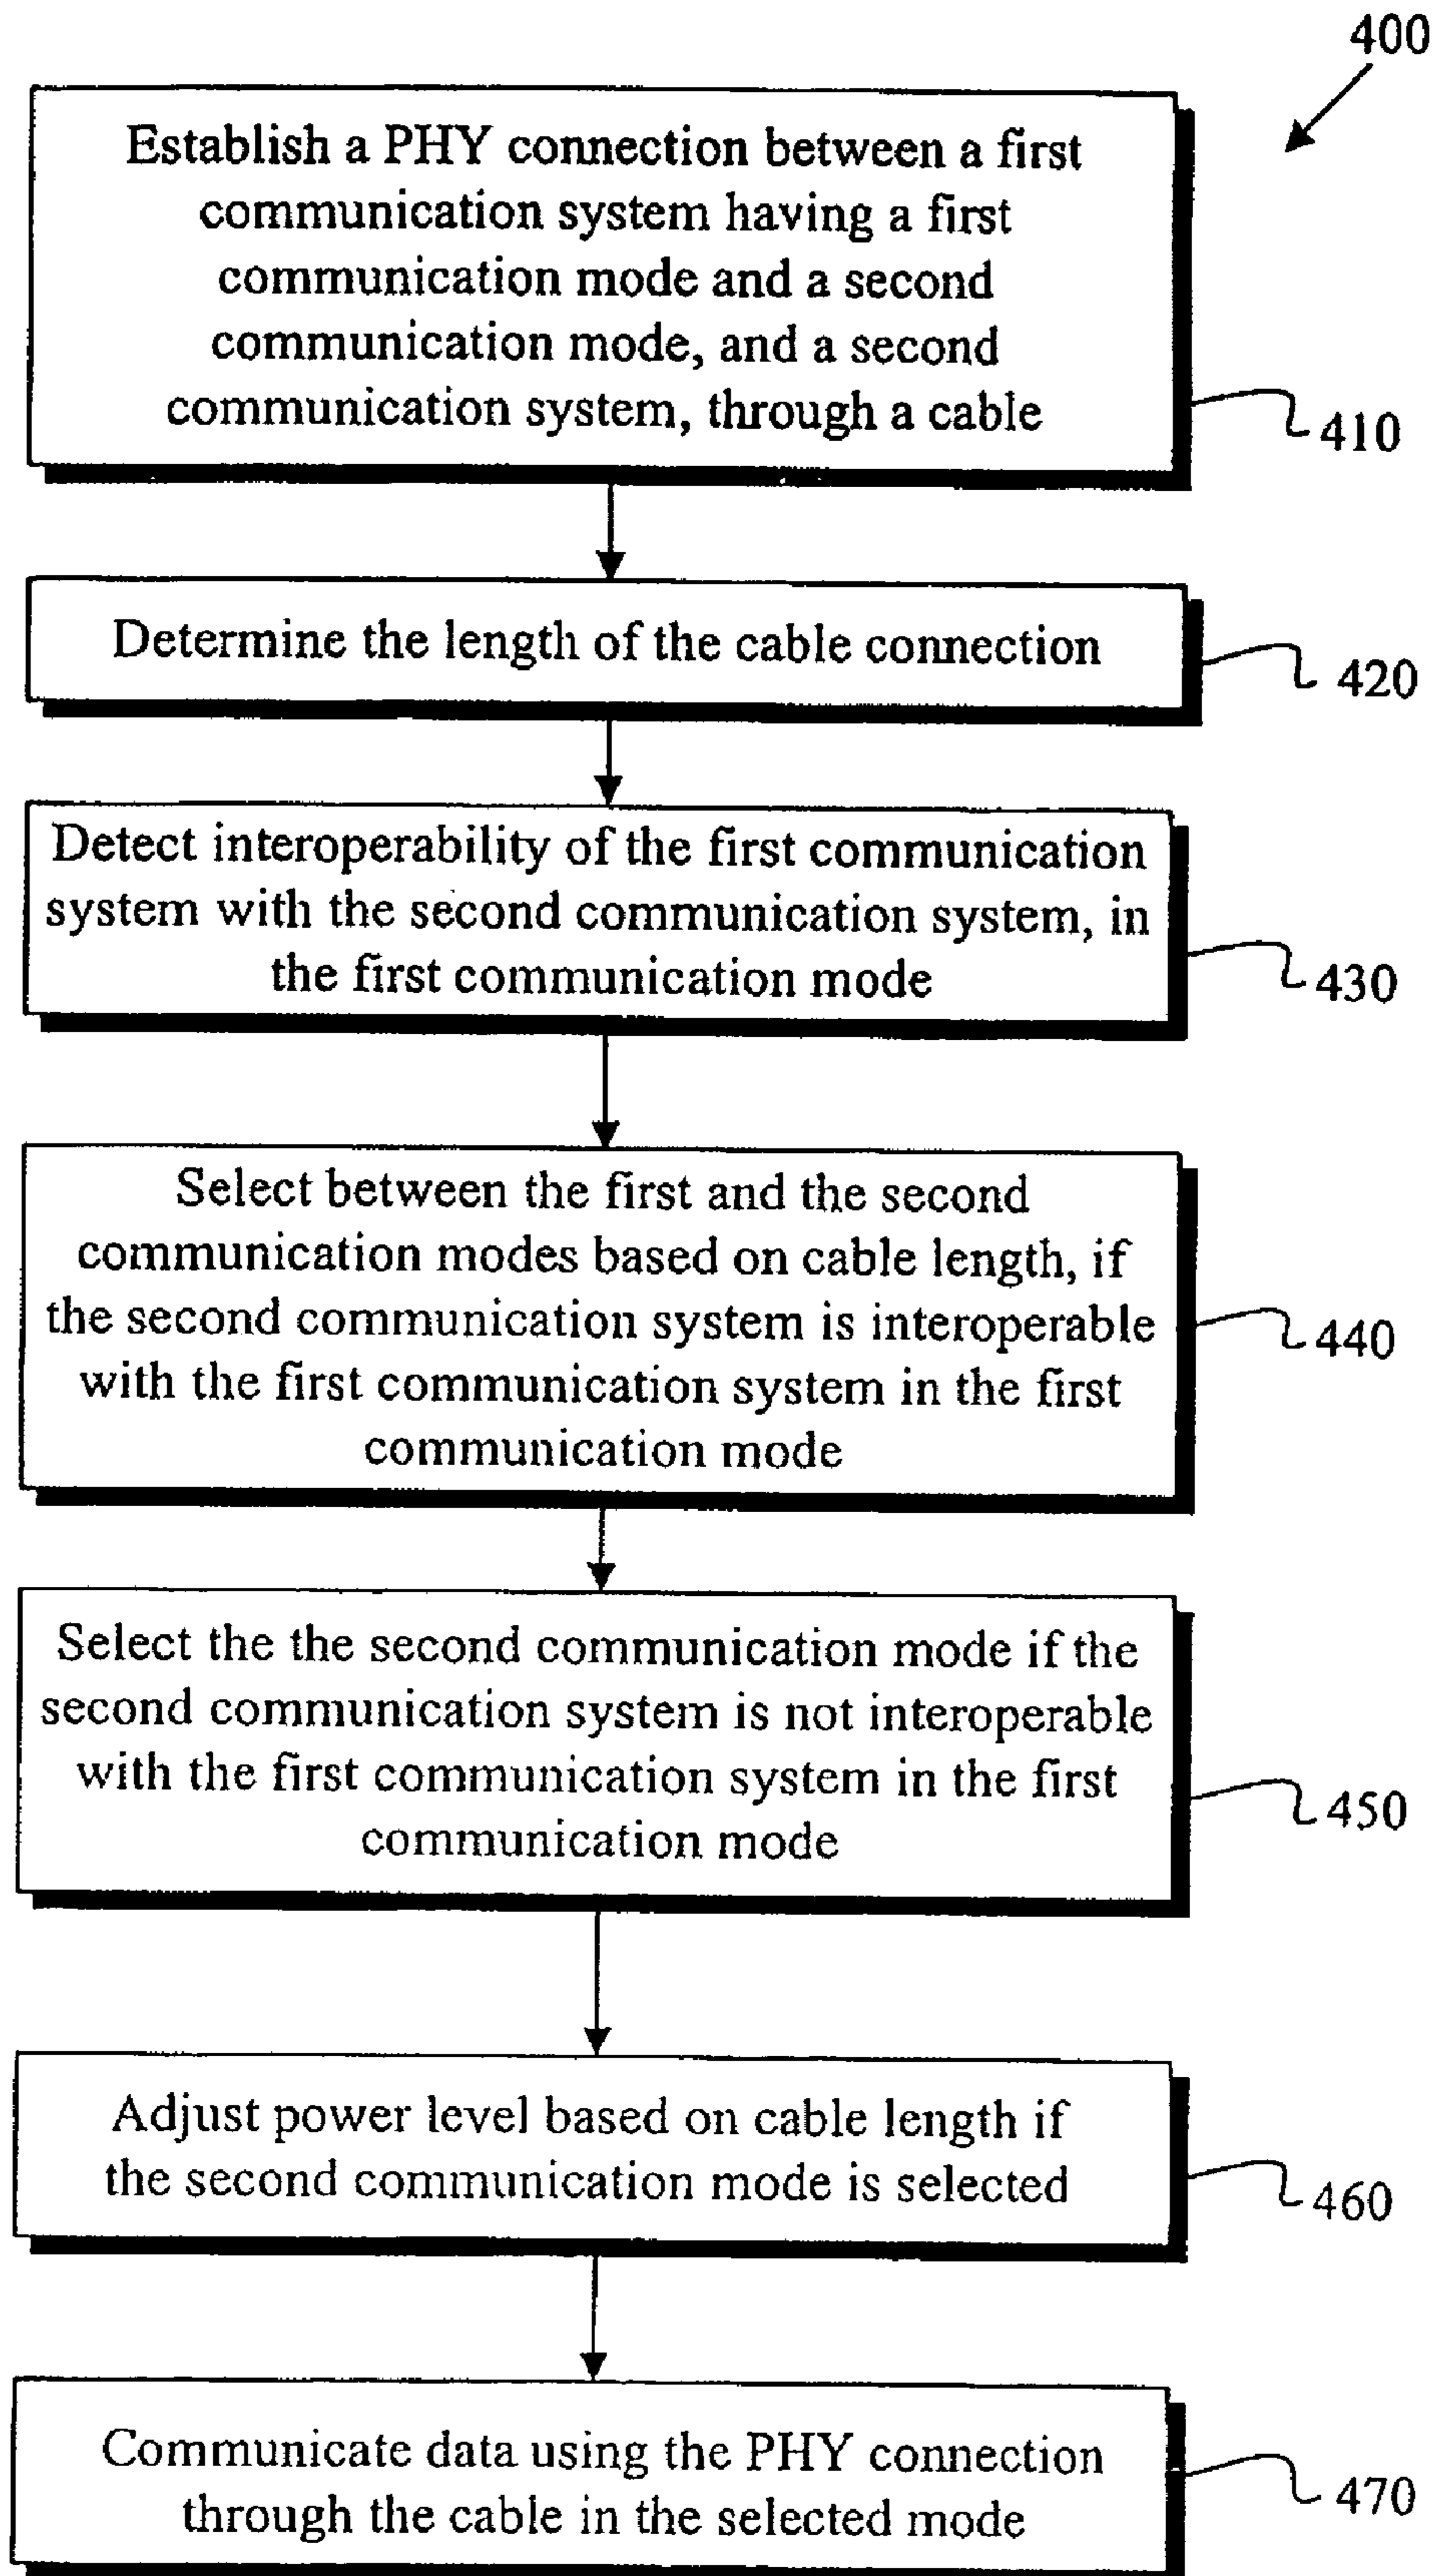 400
Establish a PHY connection between a first
communication system having a first
communication mode and a second
communication mode, and a second
communication system, through a cable
410
Determine the length of the cable connection
420
Detect interoperability of the first communication
system with the second communication system, in
the first communication mode
430
Select between the first and the second
communication modes based on cable length, if
the second communication system is interoperable
with the first communication system in the first
communication mode
440
Select the the second communication mode if the
second communication system is not interoperable
with the first communication system in the first
communication mode
450
Adjust power level based on cable length if
the second communication mode is selected
460
Communicate data using the PHY connection
through the cable in the selected mode
470